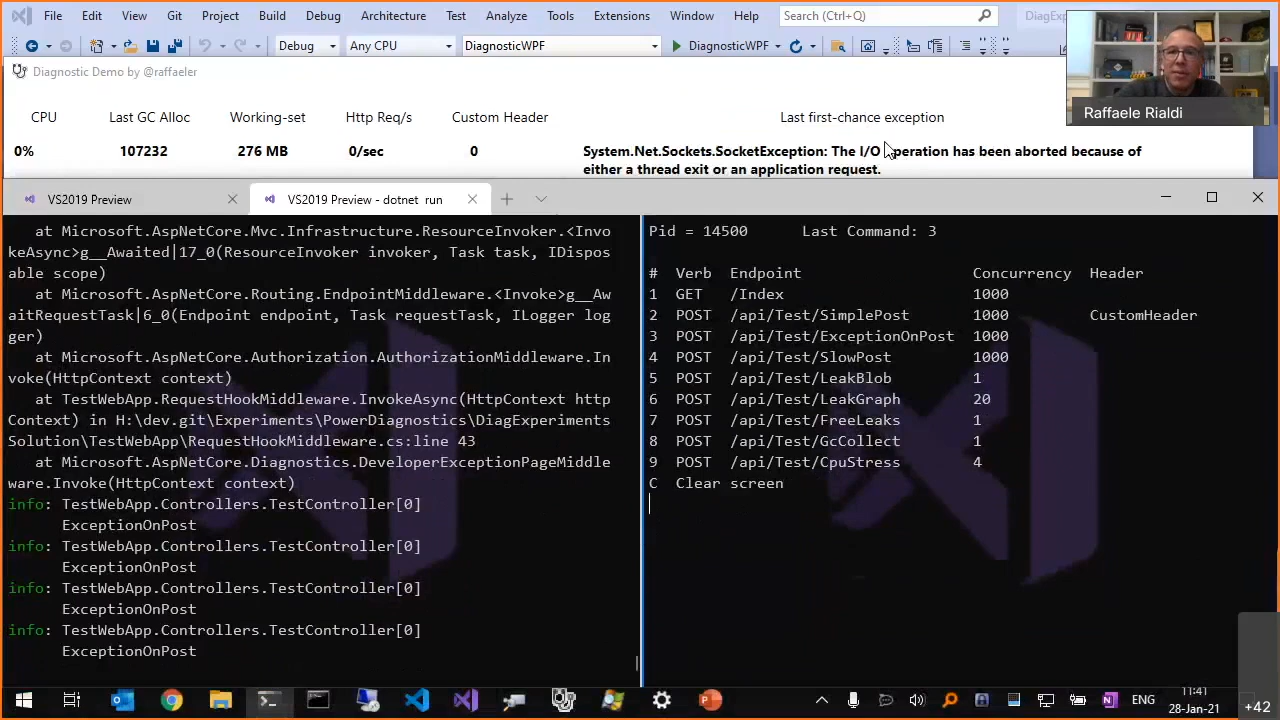 File Edit View Git Project Build Debug Architecture Test Analyze Tools Extensions Window Help Search (Ctrl+Q)
Debug Any CPU DiagnosticWPF DiagnosticWPF
Diagnostic Demo by @raffaeler
CPU Last GC Alloc Working-set Http Req/s Custom Header Last first-chance exception
0% 107232 276 MB 0/sec 0 System.Net.Sockets.SocketException: The I/O operation has been aborted because of
either a thread exit or an application request.
Raffaele Rialdi
VS2019 Preview VS2019 Preview - dotnet run
at Microsoft.AspNetCore.Mvc.Infrastructure.ResourceInvoker.<Invo
keAsync>g__Awaited|17_0(ResourceInvoker invoker, Task task, IDispos
able scope)
at Microsoft.AspNetCore.Routing.EndpointMiddleware.<Invoke>g__Aw
aitRequestTask|6_0(Endpoint endpoint, Task requestTask, ILogger log
ger)
at Microsoft.AspNetCore.Authorization.AuthorizationMiddleware.In
voke(HttpContext context)
at TestWebApp.RequestHookMiddleware.InvokeAsync(HttpContext http
Context) in H:\dev.git\Experiments\PowerDiagnostics\DiagExperiments
Solution\TestWebApp\RequestHookMiddleware.cs:line 43
at Microsoft.AspNetCore.Diagnostics.DeveloperExceptionPageMiddle
ware.Invoke(HttpContext context)
info: TestWebApp.Controllers.TestController[0]
ExceptionOnPost
info: TestWebApp.Controllers.TestController[0]
ExceptionOnPost
info: TestWebApp.Controllers.TestController[0]
ExceptionOnPost
info: TestWebApp.Controllers.TestController[0]
ExceptionOnPost
Pid = 14500 Last Command: 3
# Verb Endpoint Concurrency Header
1 GET /Index 1000
2 POST /api/Test/SimplePost 1000 CustomHeader
3 POST /api/Test/ExceptionOnPost 1000
4 POST /api/Test/SlowPost 1000
5 POST /api/Test/LeakBlob 1
6 POST /api/Test/LeakGraph 20
7 POST /api/Test/FreeLeaks 1
8 POST /api/Test/GcCollect 1
9 POST /api/Test/CpuStress 4
C Clear screen
ENG 11:41
28-Jan-21
+42